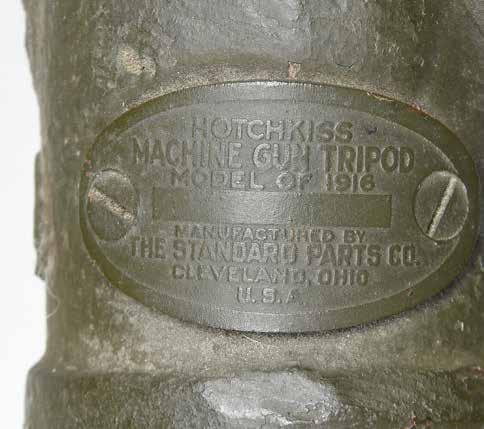 HOTCHKISS
MACHINE GUN TRIPOD
MODEL OF 1916
MANUFACTURED BY
THE STANDARD PARTS CO.
CLEVELAND, OHIO
U.S.A.